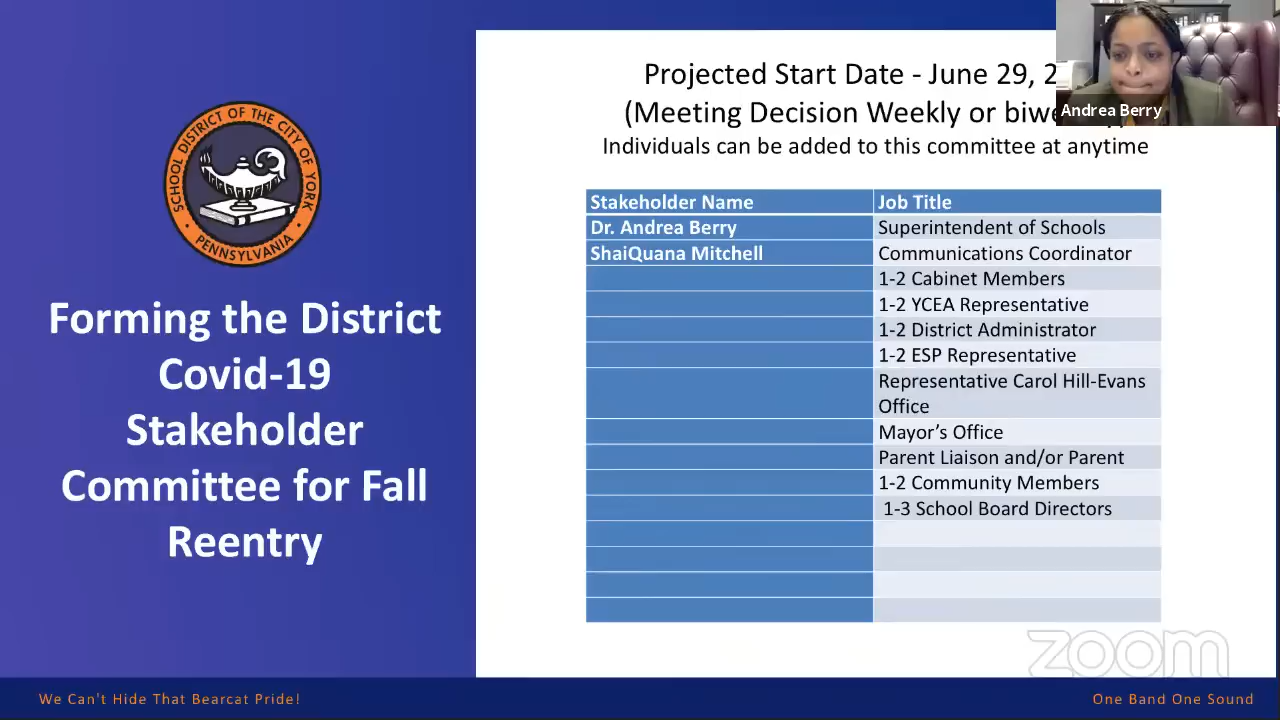 SCHOOL DISTRICT OF THE CITY OF YORK
• PENNSYLVANIA •
Forming the District
Covid-19
Stakeholder
Committee for Fall
Reentry
Projected Start Date - June 29, 2
(Meeting Decision Weekly or
Individuals can be added to this committee at anytime
Andrea Berry
Stakeholder Name Job Title
Dr. Andrea Berry Superintendent of Schools
ShaiQuana Mitchell Communications Coordinator
1-2 Cabinet Members
1-2 YCEA Representative
1-2 District Administrator
1-2 ESP Representative
Representative Carol Hill-Evans
Office
Mayor’s Office
Parent Liaison and/or Parent
1-2 Community Members
1-3 School Board Directors
zoom
We Can't Hide That Bearcat Pride!
One Band One Sound